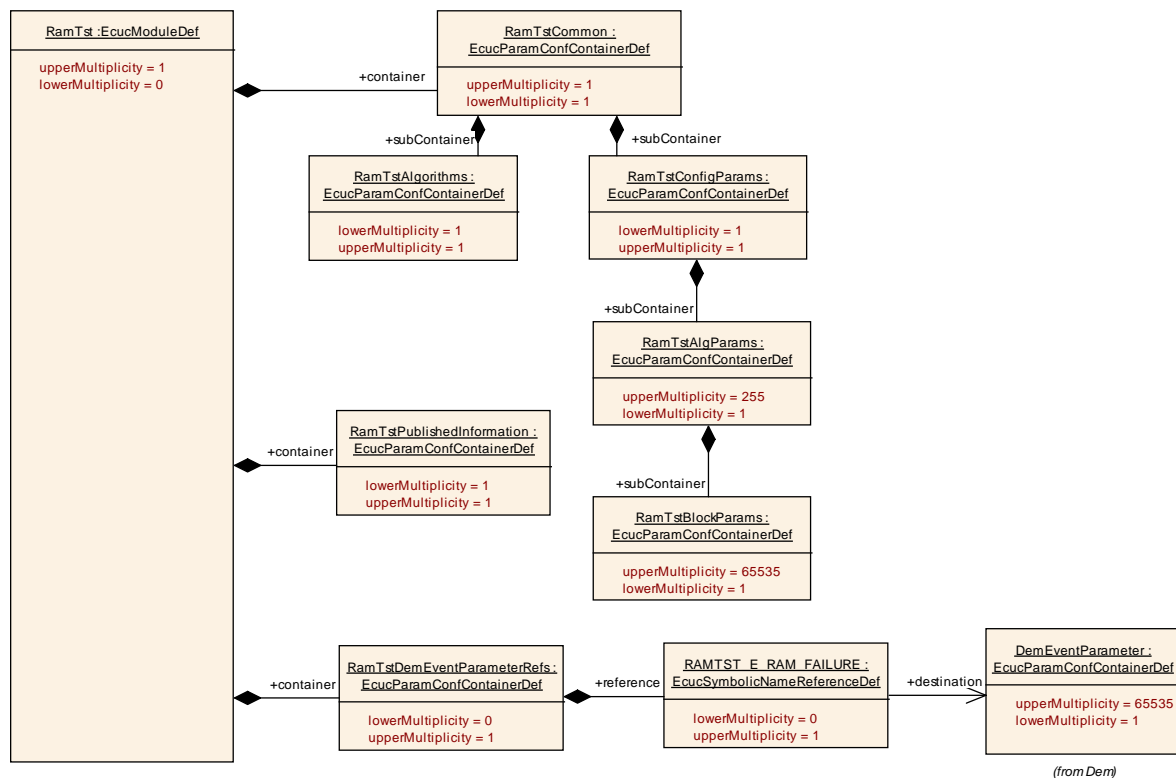 RamTst :EcucModuleDef
upperMultiplicity = 1
lowerMultiplicity = 0
+container
RamTstCommon :
EcucParamConfContainerDef
upperMultiplicity = 1
lowerMultiplicity = 1
+subContainer
+subContainer
RamTstAlgorithms :
EcucParamConfContainerDef
lowerMultiplicity = 1
upperMultiplicity = 1
RamTstConfigParams :
EcucParamConfContainerDef
lowerMultiplicity = 1
upperMultiplicity = 1
+subContainer
RamTstAlgParams :
EcucParamConfContainerDef
upperMultiplicity = 255
lowerMultiplicity = 1
+container
RamTstPublishedInformation :
EcucParamConfContainerDef
lowerMultiplicity = 1
upperMultiplicity = 1
+subContainer
RamTstBlockParams :
EcucParamConfContainerDef
upperMultiplicity = 65535
lowerMultiplicity = 1
+container
RamTstDemEventParameterRefs :
EcucParamConfContainerDef
lowerMultiplicity = 0
upperMultiplicity = 1
+reference
RAMTST_E_RAM_FAILURE :
EcucSymbolicNameReferenceDef
lowerMultiplicity = 0
upperMultiplicity = 1
+destination
DemEventParameter :
EcucParamConfContainerDef
upperMultiplicity = 65535
lowerMultiplicity = 1
(from Dem)